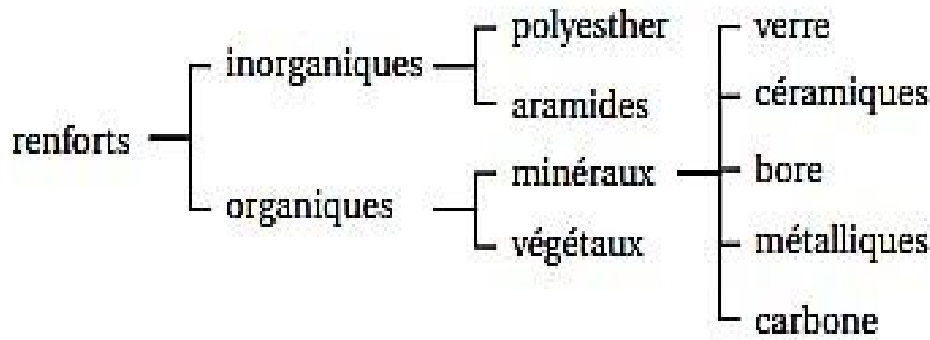 renforts
inorganiques
polyesther
aramides
organiques
minéraux
végétaux
verre
céramiques
bore
métalliques
carbone